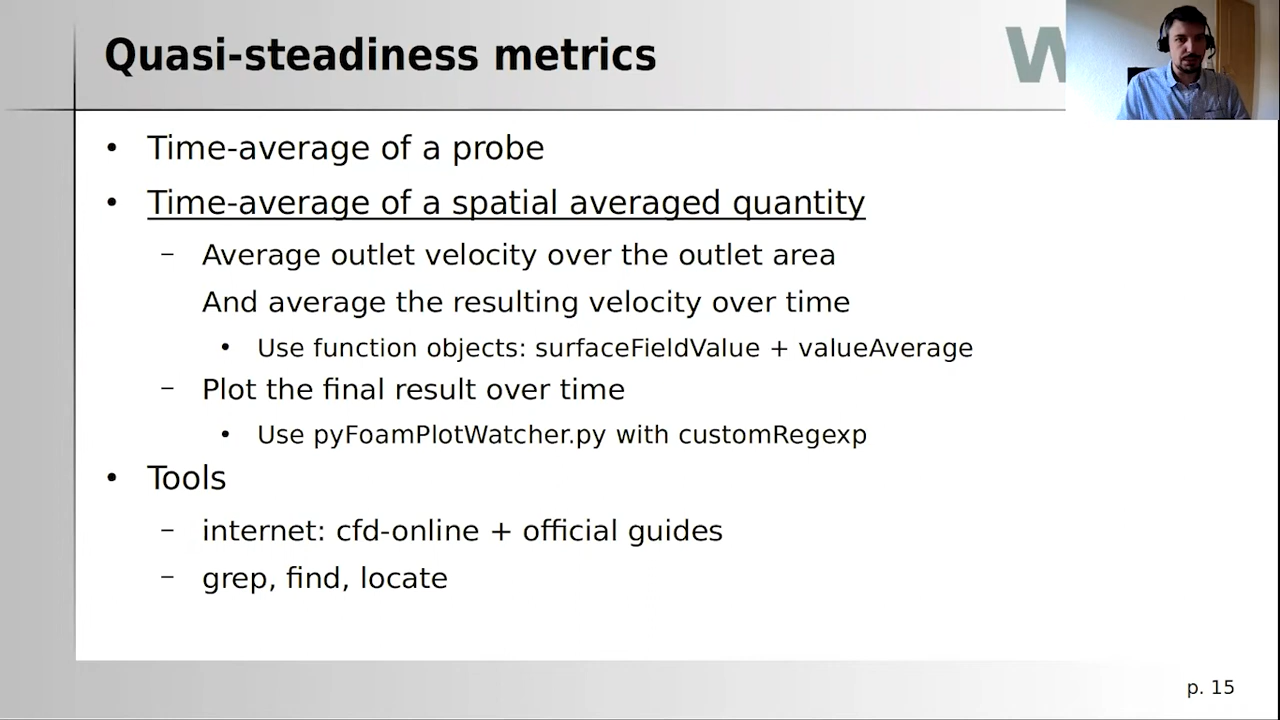 Quasi-steadiness metrics
W
• Time-average of a probe
• Time-average of a spatial averaged quantity
– Average outlet velocity over the outlet area
And average the resulting velocity over time
• Use function objects: surfaceFieldValue + valueAverage
– Plot the final result over time
• Use pyFoamPlotWatcher.py with customRegexp
• Tools
– internet: cfd-online + official guides
– grep, find, locate
p. 15